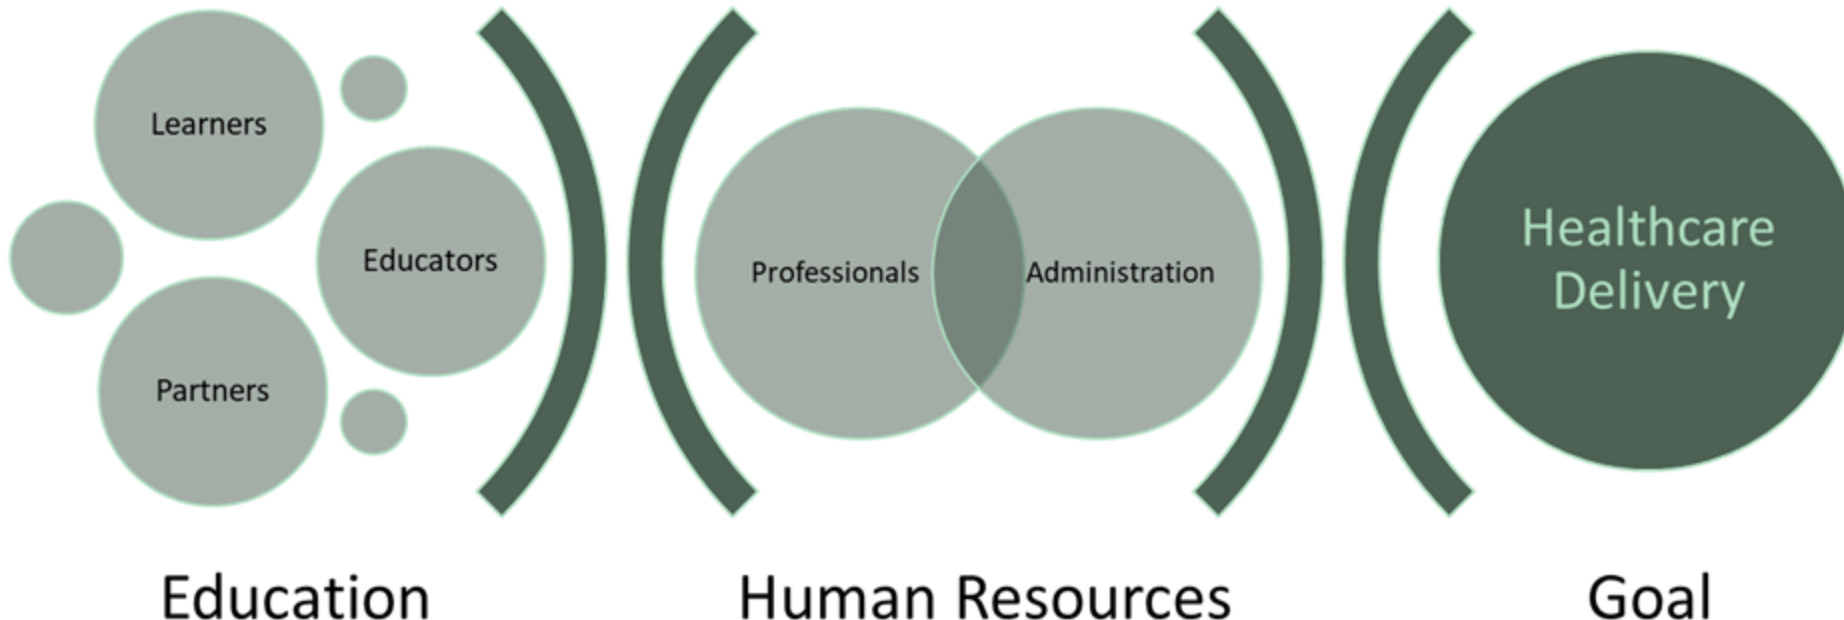 Learners
Educators
Partners
Professionals
Administration
Healthcare
Delivery
Education
Human Resources
Goal